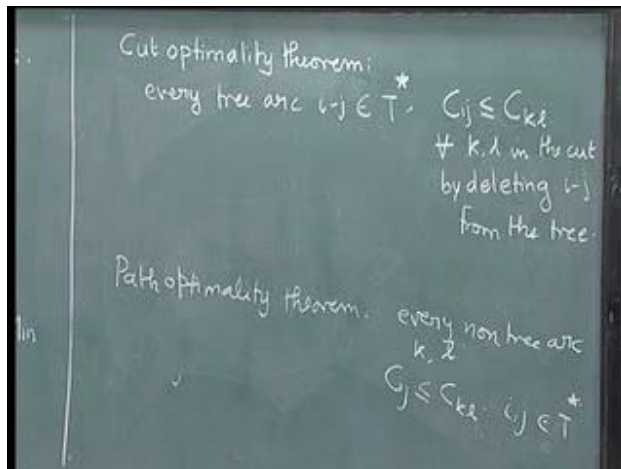 Cut optimality theorem:
every tree arc i-j ∈ T*. Cij ≤ Ckl
∀ k,l in the cut
by deleting i-j
from the tree.
Path optimality theorem. every non tree arc
k, l
Cij ≤ Ckl. i,j ∈ T*
lin